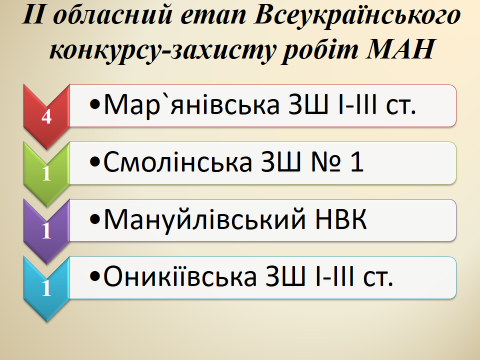 ІІ обласний етап Всеукраїнського
конкурсу-захисту робіт МАН
4
•Мар`янівська ЗШ І-ІІІ ст.
1
•Смолінська ЗШ № 1
1
•Мануйлівський НВК
1
•Оникіївська ЗШ І-ІІІ ст.